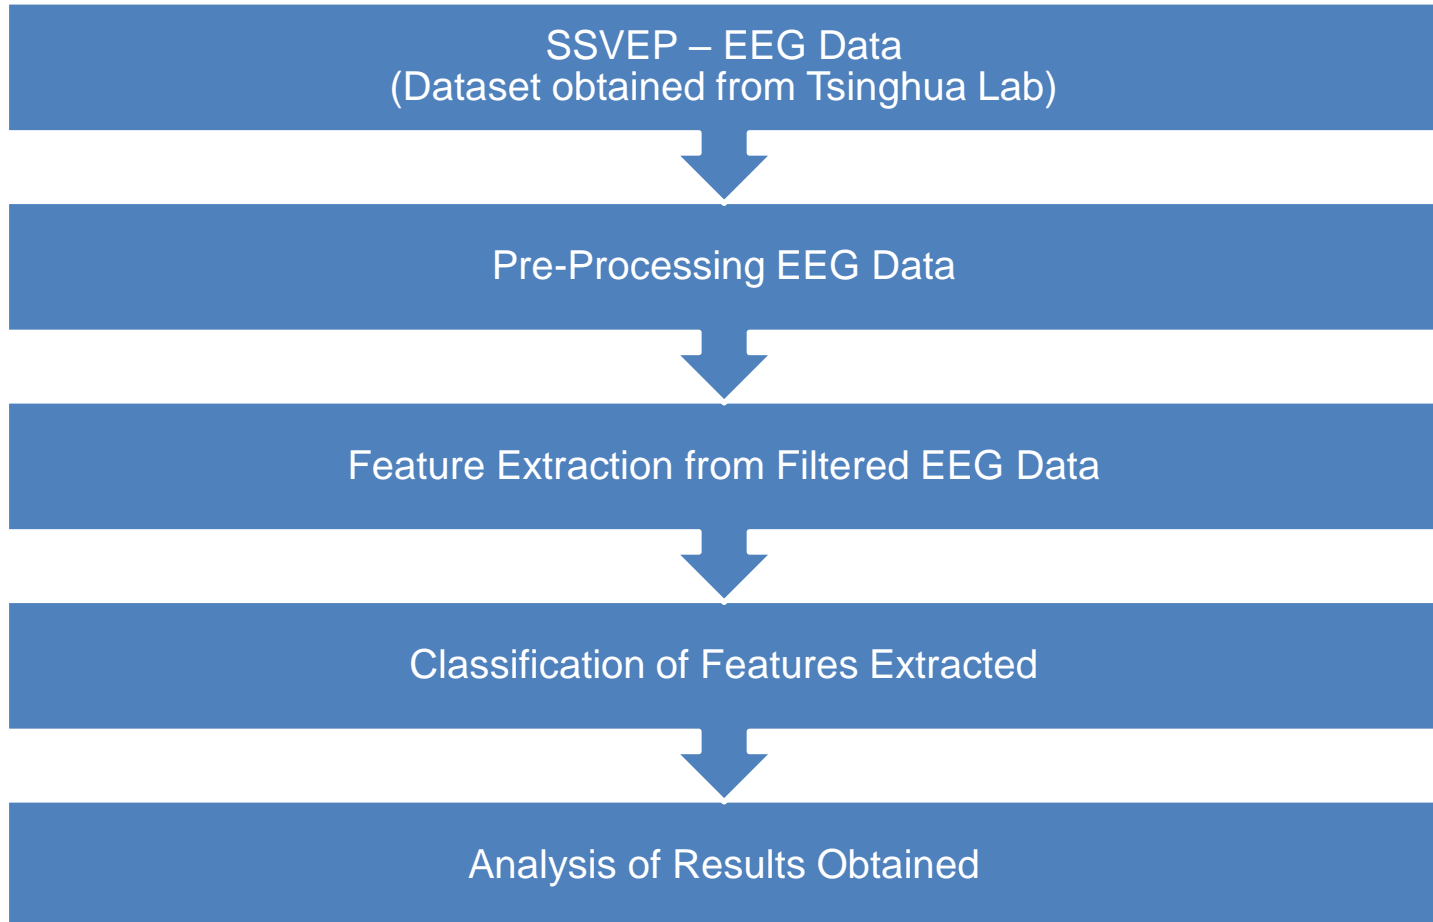 SSVEP – EEG Data
(Dataset obtained from Tsinghua Lab)
Pre-Processing EEG Data
Feature Extraction from Filtered EEG Data
Classification of Features Extracted
Analysis of Results Obtained